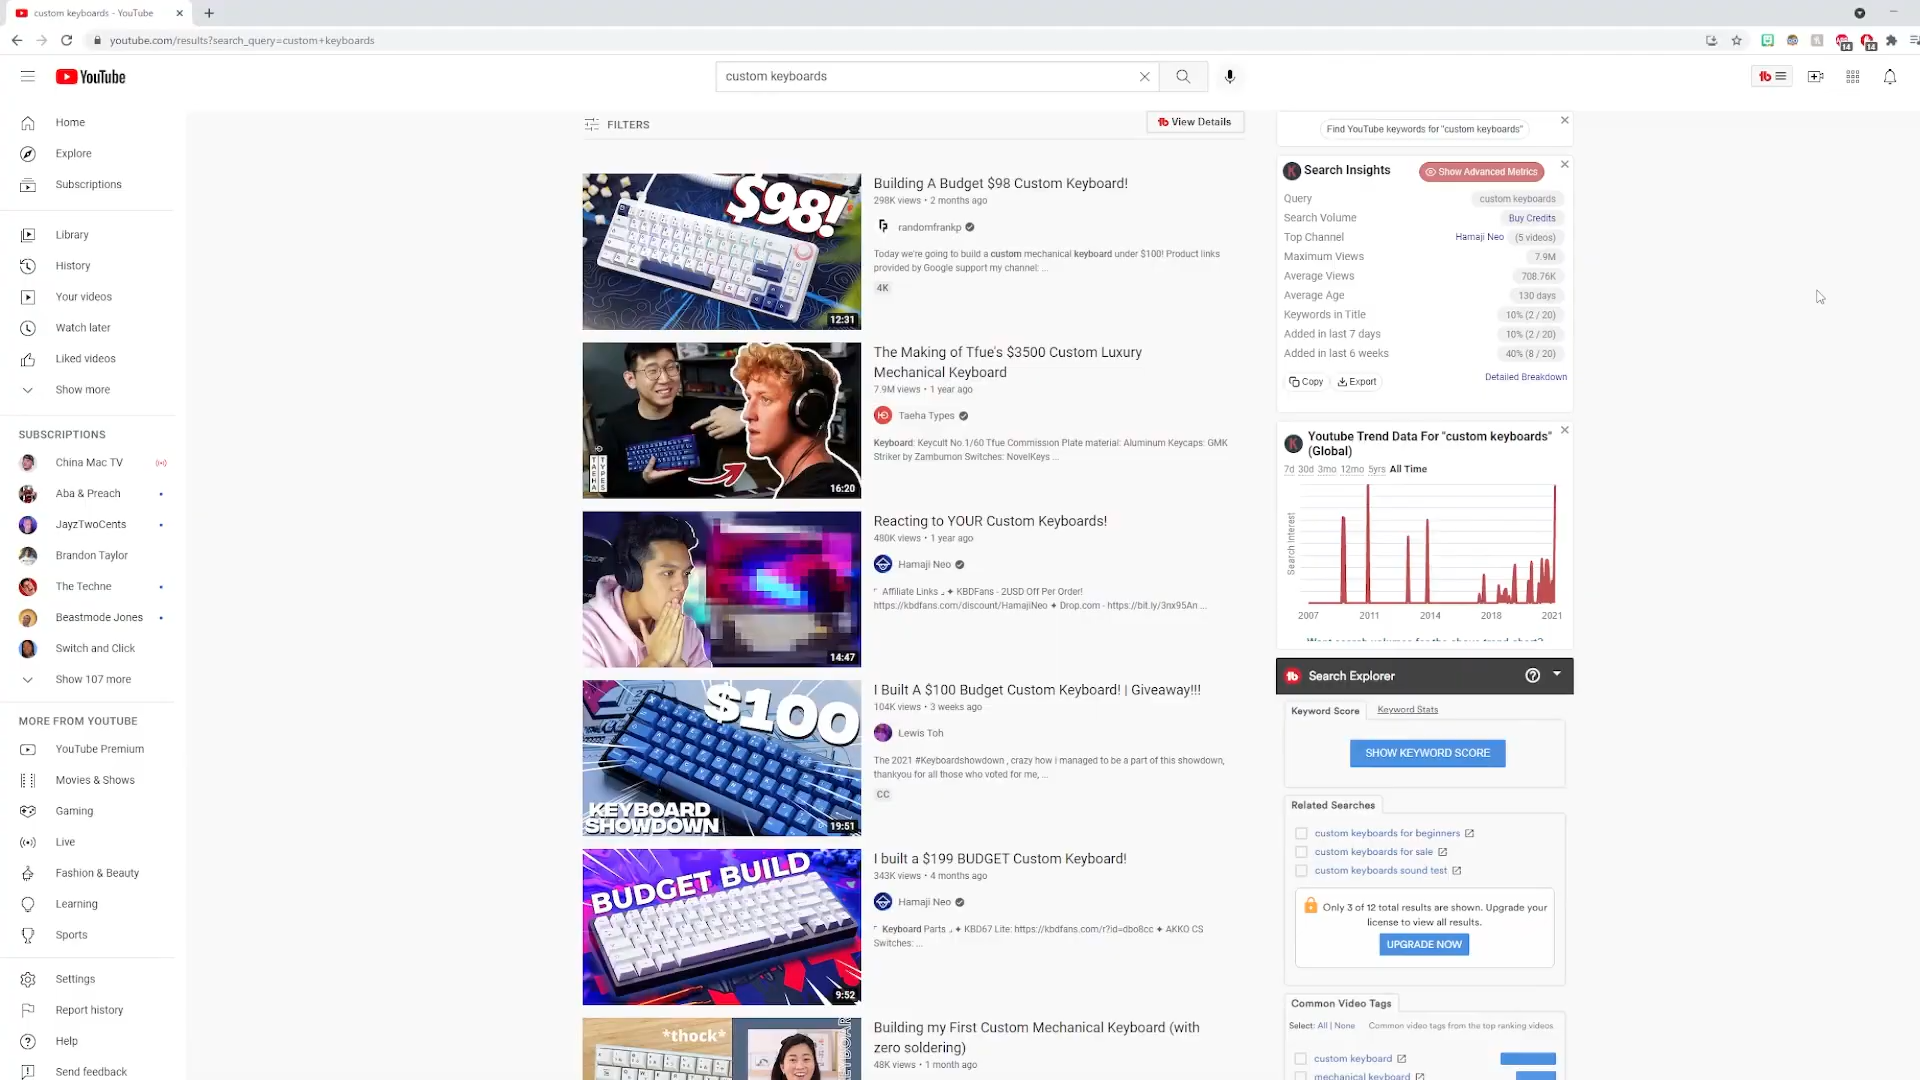 custom keyboards - YouTube
youtube.com/results?search_query=custom+keyboards
14
14
YouTube
custom keyboards
Home
Explore
Subscriptions
Library
History
Your videos
Watch later
Liked videos
Show more
SUBSCRIPTIONS
China Mac TV
Aba & Preach
JayzTwoCents
Brandon Taylor
The Techne
Beastmode Jones
Switch and Click
Show 107 more
MORE FROM YOUTUBE
YouTube Premium
Movies & Shows
Gaming
Live
Fashion & Beauty
Learning
Sports
Settings
Report history
Help
Send feedback
FILTERS
tb View Details
$98!
12:31
Building A Budget $98 Custom Keyboard!
298K views • 2 months ago
randomfrankp
Today we're going to build a custom mechanical keyboard under $100! Product links
provided by Google support my channel: ...
4K
TAEHA TYPES
16:20
The Making of Tfue's $3500 Custom Luxury
Mechanical Keyboard
7.9M views • 1 year ago
Taeha Types
Keyboard: Keycult No.1/60 Tfue Commission Plate material: Aluminum Keycaps: GMK
Striker by Zambumon Switches: NovelKeys ...
14:47
Reacting to YOUR Custom Keyboards!
480K views • 1 year ago
Hamaji Neo
⌜ Affiliate Links ⌟ ✦ KBDFans - 2USD Off Per Order!
https://kbdfans.com/discount/HamajiNeo ✦ Drop.com - https://bit.ly/3nx95An ...
$100
KEYBOARD
SHOWDOWN
19:51
I Built A $100 Budget Custom Keyboard! | Giveaway!!!
104K views • 3 weeks ago
Lewis Toh
The 2021 #Keyboardshowdown , crazy how i managed to be a part of this showdown,
thankyou for all those who voted for me, ...
CC
BUDGET BUILD
9:52
I built a $199 BUDGET Custom Keyboard!
343K views • 4 months ago
Hamaji Neo
⌜ Keyboard Parts ⌟ ✦ KBD67 Lite: https://kbdfans.com/r?id=dbo8cc ✦ AKKO CS
Switches: ...
*thock*
Building my First Custom Mechanical Keyboard (with
zero soldering)
48K views • 1 month ago
Find YouTube keywords for "custom keyboards"
Search Insights
Show Advanced Metrics
Query custom keyboards
Search Volume Buy Credits
Top Channel Hamaji Neo (5 videos)
Maximum Views 7.9M
Average Views 708.76K
Average Age 130 days
Keywords in Title 10% (2 / 20)
Added in last 7 days 10% (2 / 20)
Added in last 6 weeks 40% (8 / 20)
Copy Export Detailed Breakdown
Youtube Trend Data For "custom keyboards"
(Global)
7d 30d 3mo 12mo 5yrs All Time
Search Interest
2007 2011 2014 2018 2021
Want search volumes for the above trend chart?
tb Search Explorer
Keyword Score Keyword Stats
SHOW KEYWORD SCORE
Related Searches
custom keyboards for beginners
custom keyboards for sale
custom keyboards sound test
Only 3 of 12 total results are shown. Upgrade your
license to view all results.
UPGRADE NOW
Common Video Tags
Select: All | None Common video tags from the top ranking videos
custom keyboard
mechanical keyboard